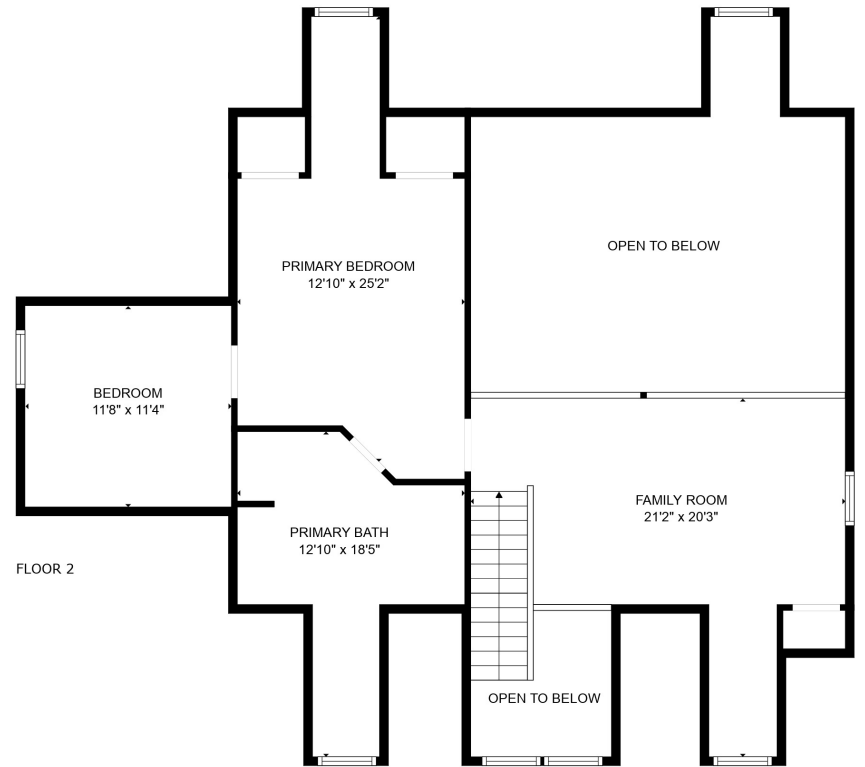 OPEN TO BELOW
PRIMARY BEDROOM
12'10" x 25'2"
BEDROOM
11'8" x 11'4"
FAMILY ROOM
21'2" x 20'3"
PRIMARY BATH
12'10" x 18'5"
FLOOR 2
OPEN TO BELOW